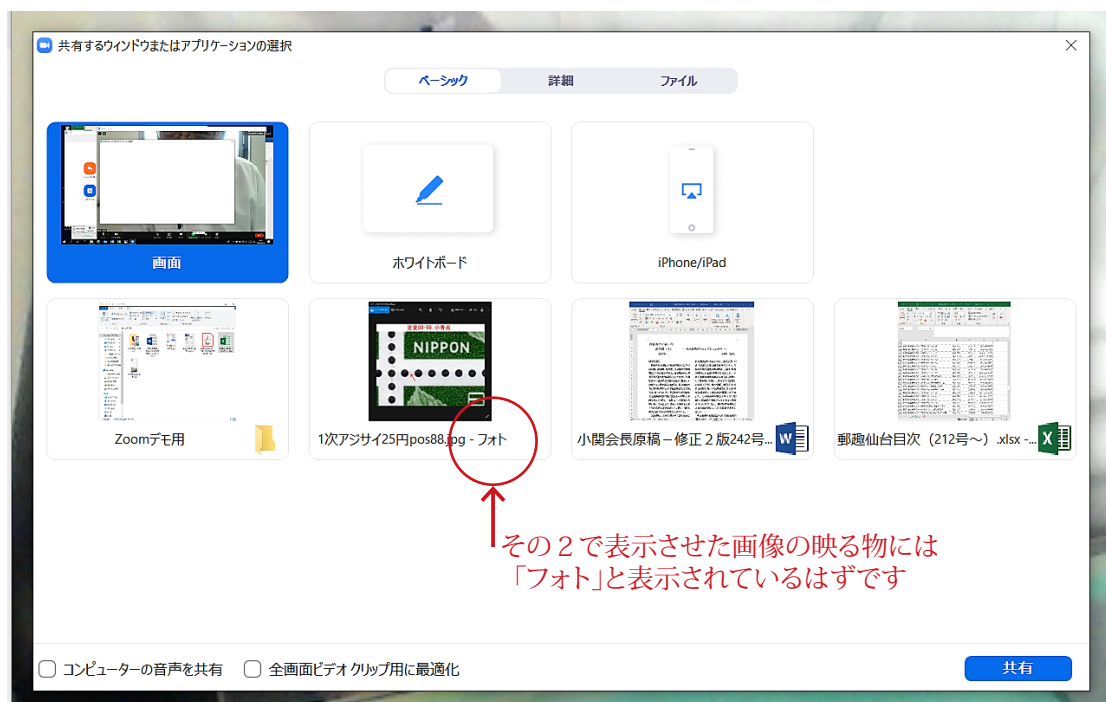 共有するウィンドウまたはアプリケーションの選択
ベーシック
詳細
ファイル
画面
ホワイトボード
iPhone/iPad
定変03-10 小青点
NIPPON
Zoomデモ用
1次アジサイ25円pos88.jpg - フォト
小関会長原稿－修正２版242号...
郵趣仙台目次（212号～）.xlsx -...
その２で表示させた画像の映る物には
「フォト」と表示されているはずです
コンピューターの音声を共有
全画面ビデオ クリップ用に最適化
共有